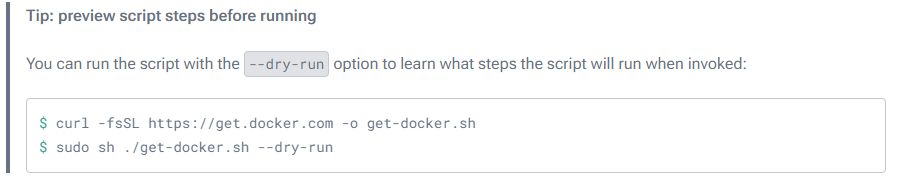 Tip: preview script steps before running
You can run the script with the --dry-run option to learn what steps the script will run when invoked:
$ curl -fsSL https://get.docker.com -o get-docker.sh
$ sudo sh ./get-docker.sh --dry-run